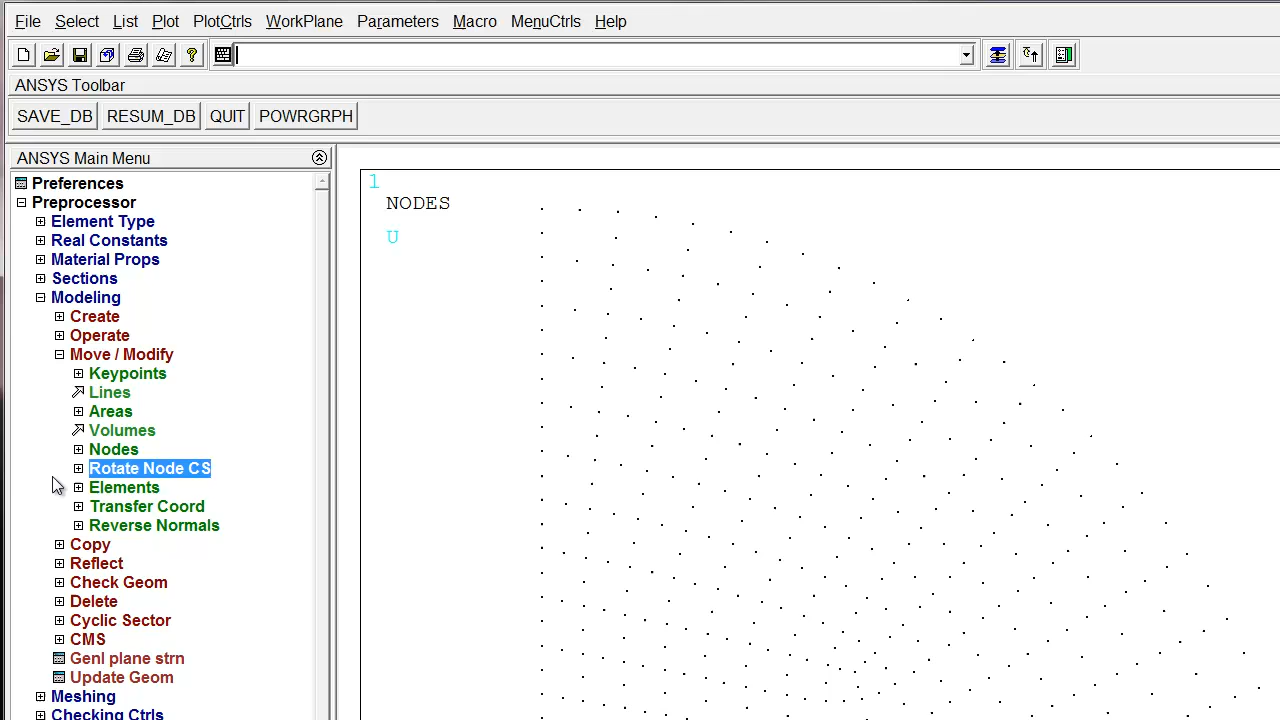 File Select List Plot PlotCtrls WorkPlane Parameters Macro MenuCtrls Help
ANSYS Toolbar
SAVE_DB RESUM_DB QUIT POWRGRPH
ANSYS Main Menu
Preferences
Preprocessor
Element Type
Real Constants
Material Props
Sections
Modeling
Create
Operate
Move / Modify
Keypoints
Lines
Areas
Volumes
Nodes
Rotate Node CS
Elements
Transfer Coord
Reverse Normals
Copy
Reflect
Check Geom
Delete
Cyclic Sector
CMS
Genl plane strn
Update Geom
Meshing
Checking Ctrls
1
NODES
U